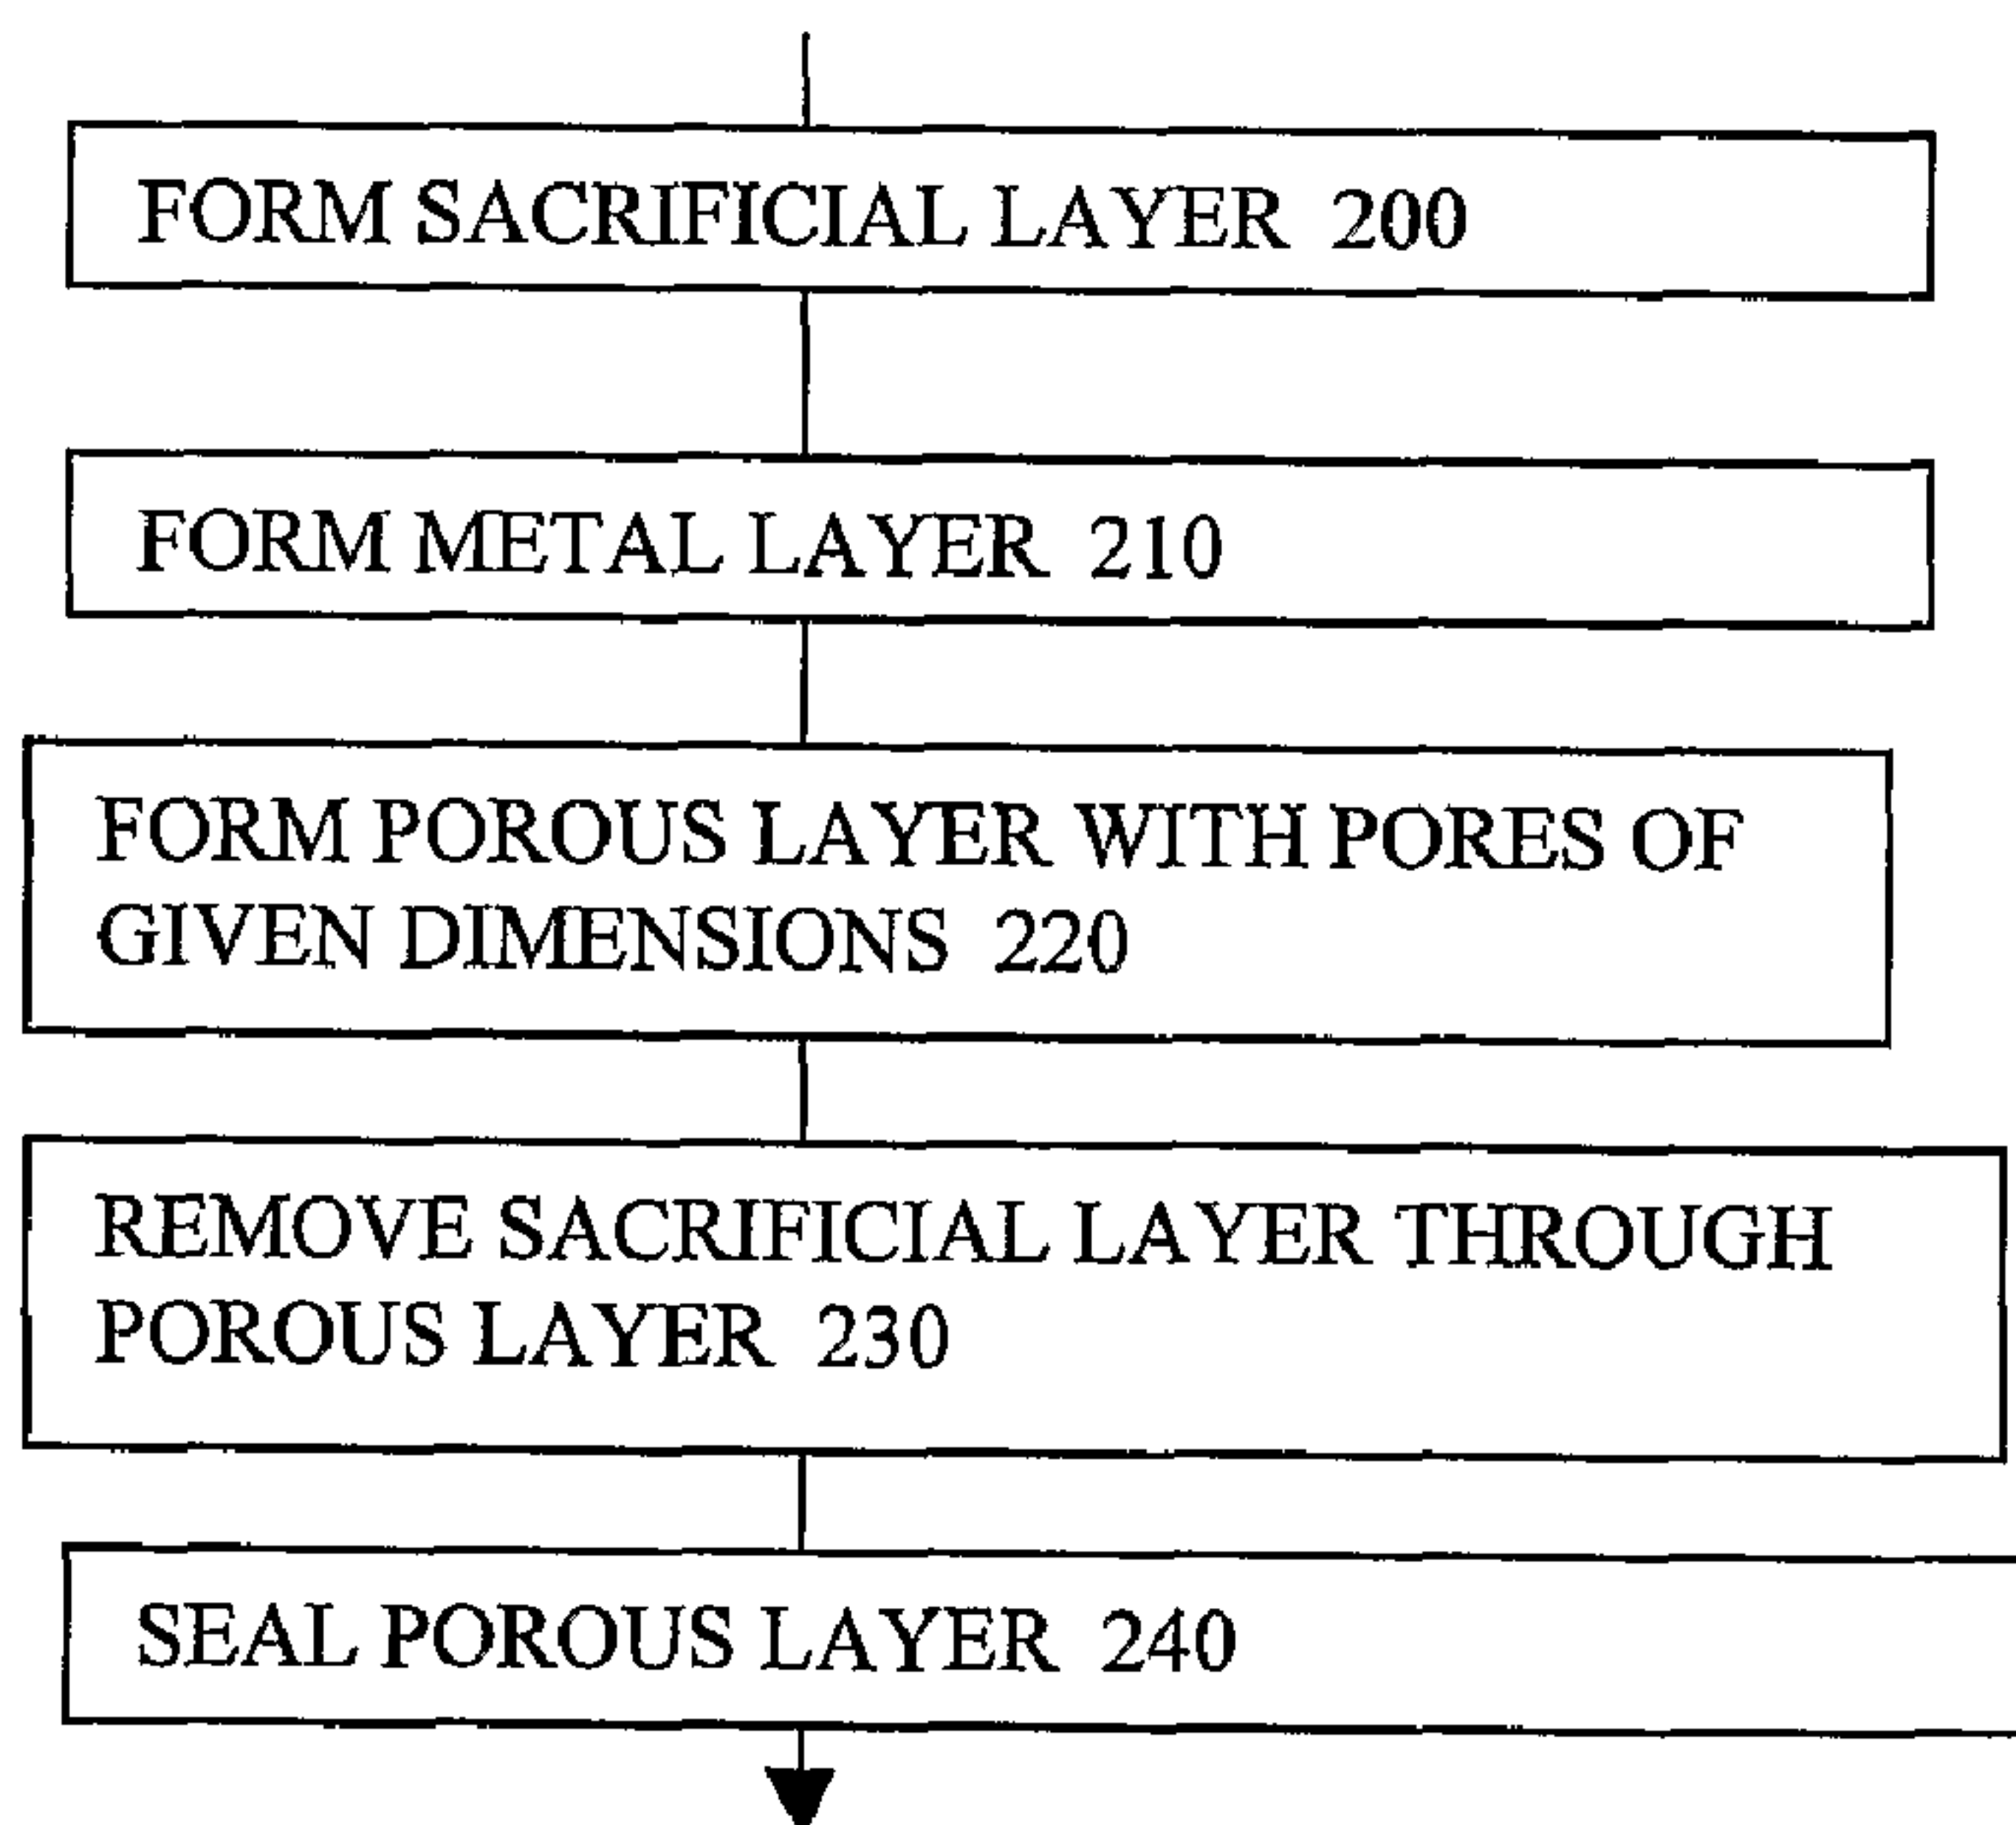 FORM SACRIFICIAL LAYER 200
FORM METAL LAYER 210
FORM POROUS LAYER WITH PORES OF
GIVEN DIMENSIONS 220
REMOVE SACRIFICIAL LAYER THROUGH
POROUS LAYER 230
SEAL POROUS LAYER 240